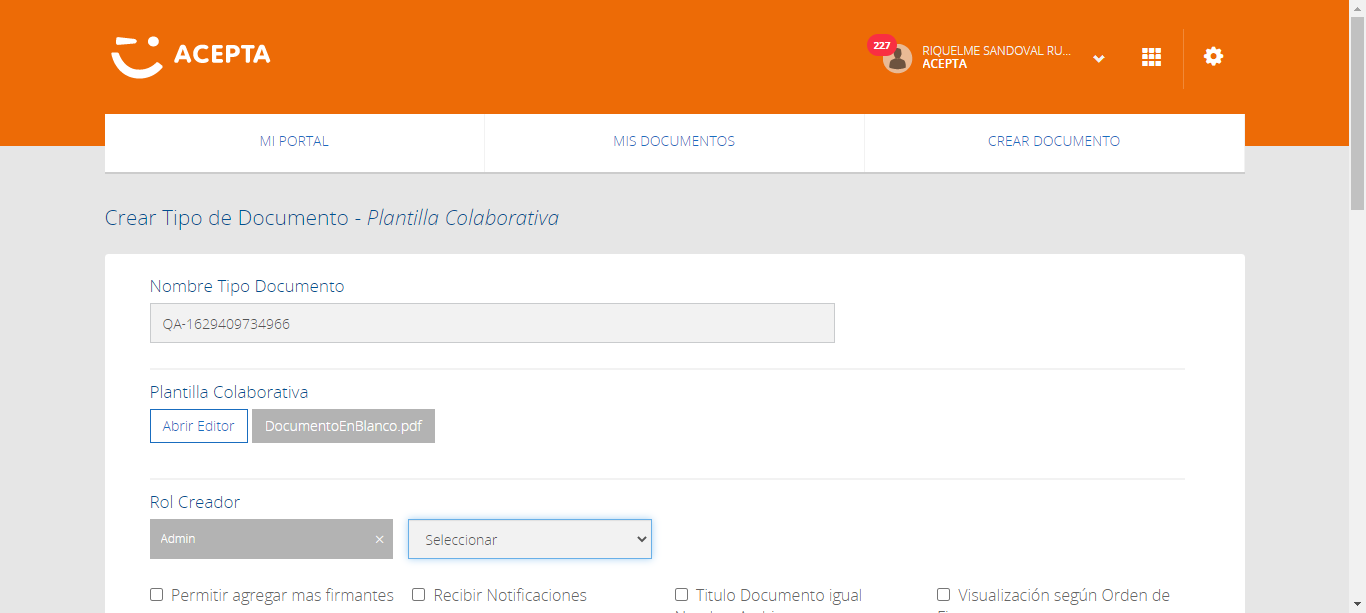 ACEPTA
227
RIQUELME SANDOVAL RU...
ACEPTA
MI PORTAL
MIS DOCUMENTOS
CREAR DOCUMENTO
Crear Tipo de Documento - Plantilla Colaborativa
Nombre Tipo Documento
QA-1629409734966
Plantilla Colaborativa
Abrir Editor
DocumentoEnBlanco.pdf
Rol Creador
Admin ×
Seleccionar
Permitir agregar mas firmantes
Recibir Notificaciones
Titulo Documento igual
Visualización según Orden de